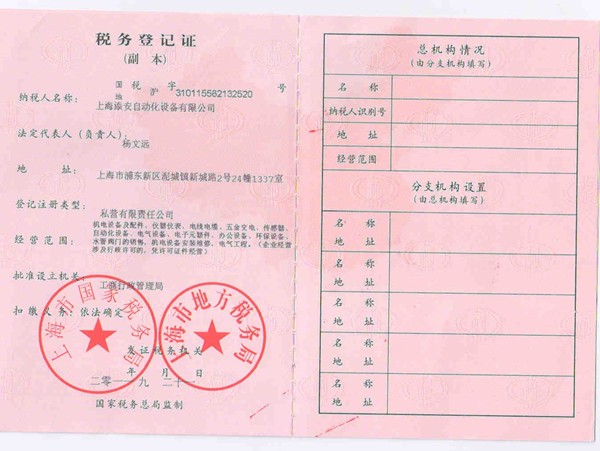 税务登记证
(副 本)
国
地 税 沪 字 310115582132520 号
纳税人名称: 上海添安自动化设备有限公司
法定代表人(负责人):
杨文远
地 址: 上海市浦东新区泥城镇新城路2号24幢1337室
登记注册类型: 私营有限责任公司
经营范围: 机电设备及配件、仪器仪表、电线电缆、五金交电、传感器、
自动化设备、电气设备、电子元器件、办公设备、环保设备、
水管阀门的销售,机电设备安装维修,电气工程。(企业经营
涉及行政许可的,凭许可证件经营)
批准设立机关: 工商行政管理局
扣缴义务: 依法确定
上海市国家税务局
上海市地方税务局
发证税务机关
二〇一一 年 九 月 二十一 日
国家税务总局监制
总机构情况
(由分支机构填写)
名 称
纳税人识别号
地 址
经营范围
分支机构设置
(由总机构填写)
名 称
地 址
名 称
地 址
名 称
地 址
名 称
地 址
名 称
地 址